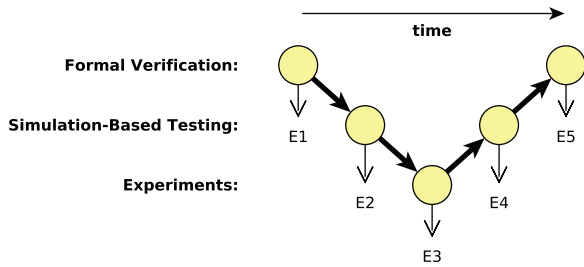 time
Formal Verification:
E1
E5
Simulation-Based Testing:
E2
E4
Experiments:
E3